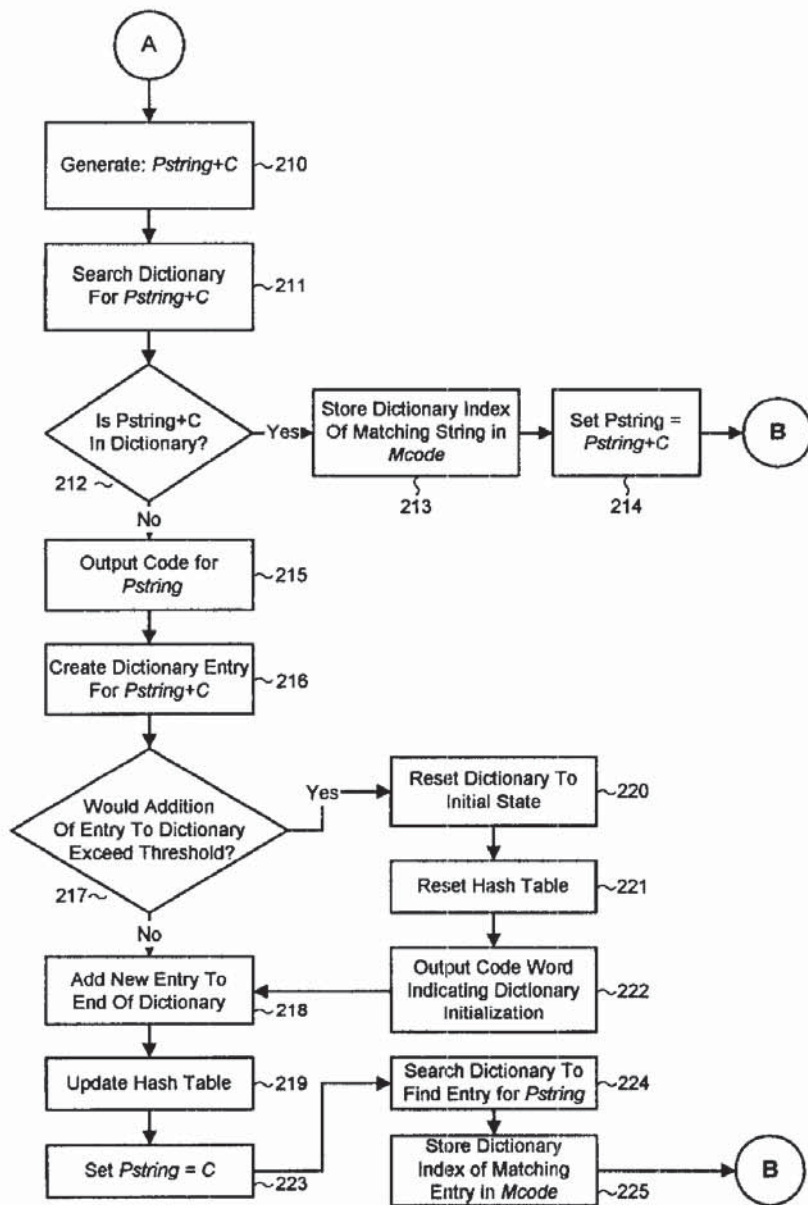 A
Generate: Pstring+C
210
Search Dictionary
For Pstring+C
211
Is Pstring+C
In Dictionary?
212
Yes
Store Dictionary Index
Of Matching String in
Mcode
213
Set Pstring =
Pstring+C
214
B
No
Output Code for
Pstring
215
Create Dictionary Entry
For Pstring+C
216
Would Addition
Of Entry To Dictionary
Exceed Threshold?
217
Yes
Reset Dictionary To
Initial State
220
Reset Hash Table
221
Output Code Word
Indicating Dictionary
Initialization
222
No
Add New Entry To
End Of Dictionary
218
Update Hash Table
219
Set Pstring = C
223
Search Dictionary To
Find Entry for Pstring
224
Store Dictionary
Index of Matching
Entry in Mcode
225
B